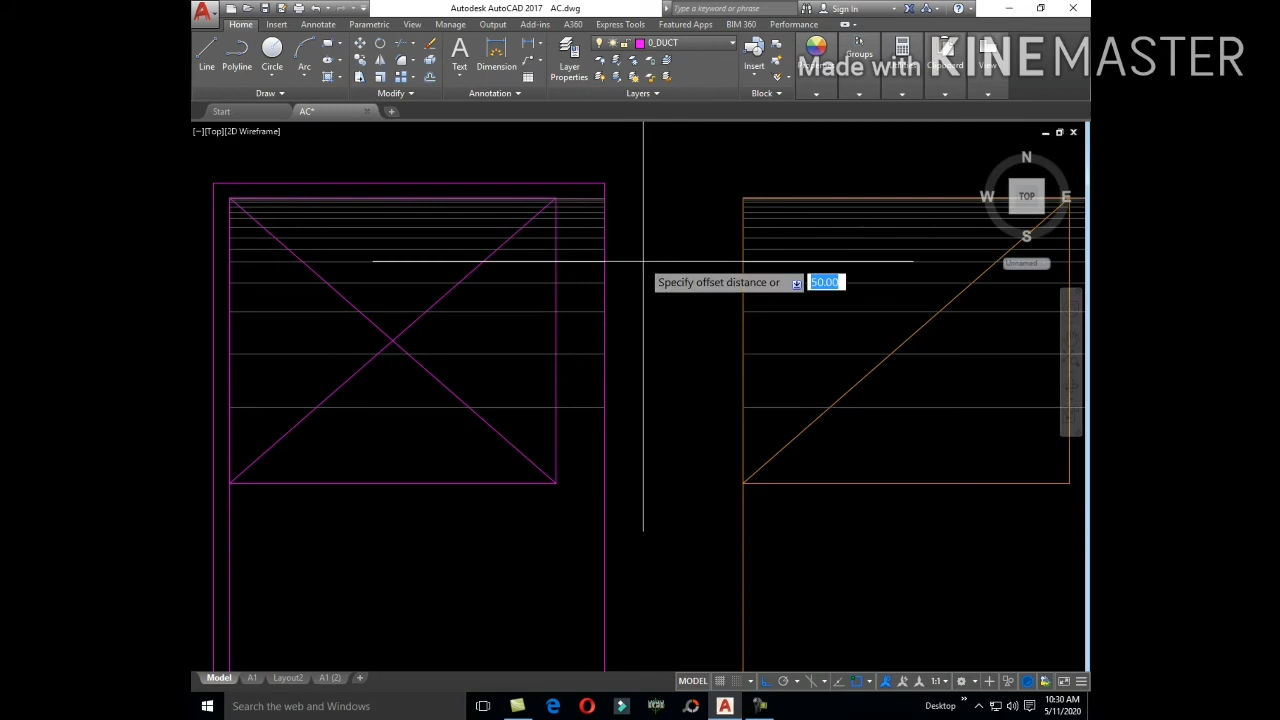 Autodesk AutoCAD 2017 AC.dwg
Type a keyword or phrase
Sign In
Home Insert Annotate Parametric View Manage Output Add-ins A360 Express Tools Featured Apps BIM 360 Performance
Line Polyline Circle Arc
Text Dimension
Layer Properties
0_DUCT
Insert
Groups
Made with KINEMASTER
Draw Modify Annotation Layers Block
Start AC*
[−][Top][2D Wireframe]
N
W TOP E
S
Unnamed
Specify offset distance or 50.00
Model A1 Layout2 A1 (2) +
MODEL 1:1
Search the web and Windows
Desktop
10:30 AM
5/11/2020